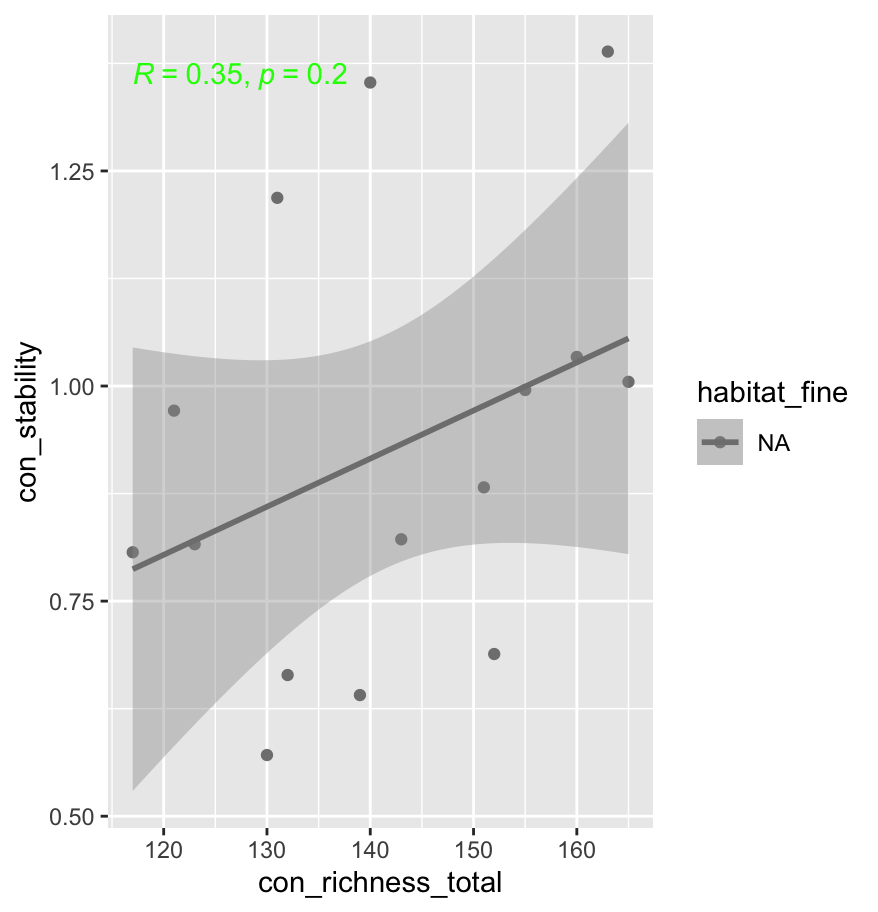 R = 0.35, p = 0.2
1.25
1.00
0.75
0.50
con_stability
120 130 140 150 160
con_richness_total
habitat_fine
NA